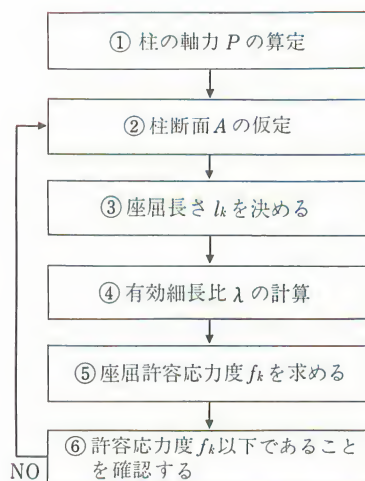 ① 柱の軸力 P の算定
② 柱断面 A の仮定
③ 座屈長さ lk を決める
④ 有効細長比 λ の計算
⑤ 座屈許容応力度 fk を求める
⑥ 許容応力度 fk 以下であること
を確認する
NO